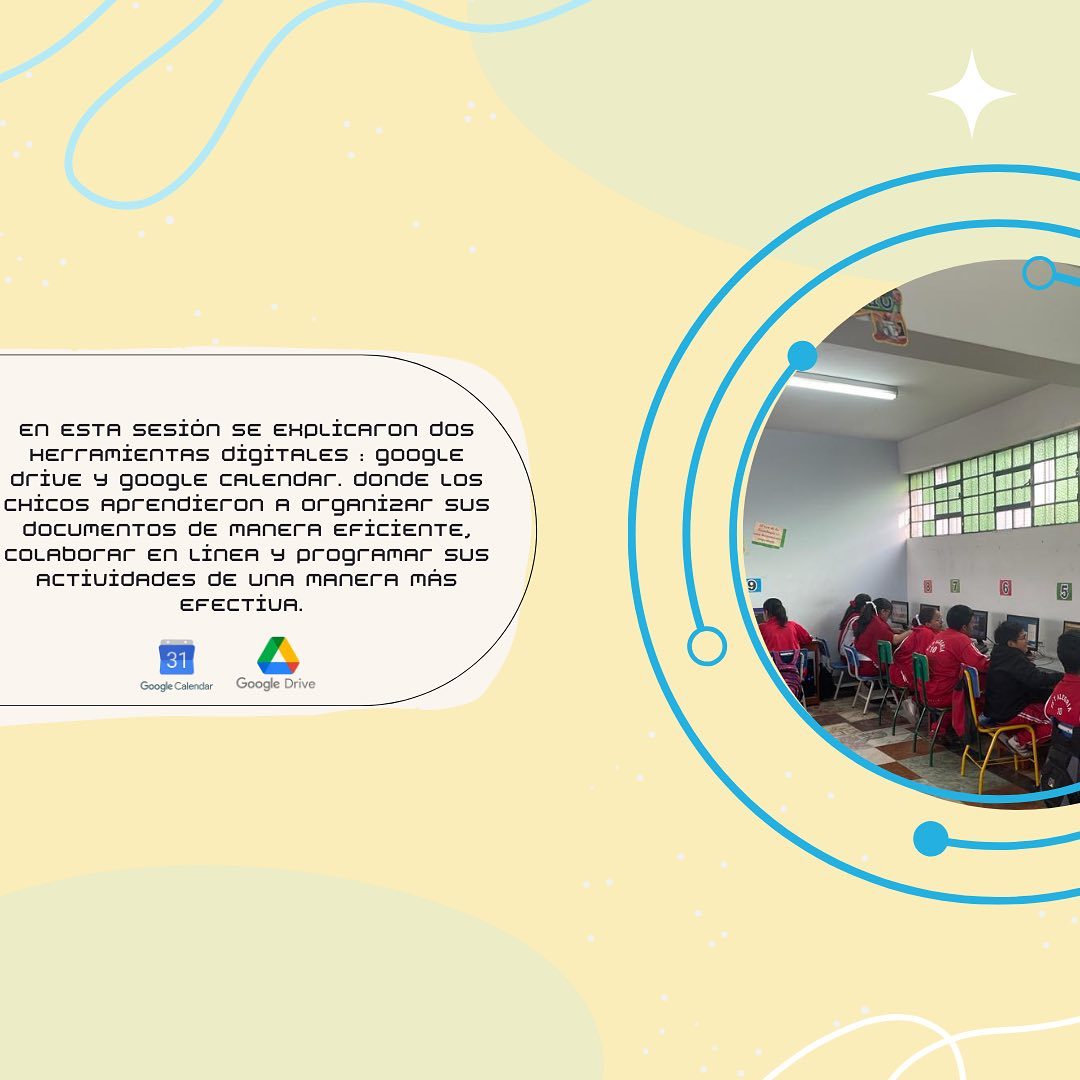 En esta sesión se explicaron dos
herramientas digitales : Google
Drive y Google Calendar. Donde los
chicos aprendieron a organizar sus
documentos de manera eficiente,
colaborar en línea y programar sus
actividades de una manera más
efectiva.
31
Google Calendar
Google Drive
9
8
7
6
5
10
10